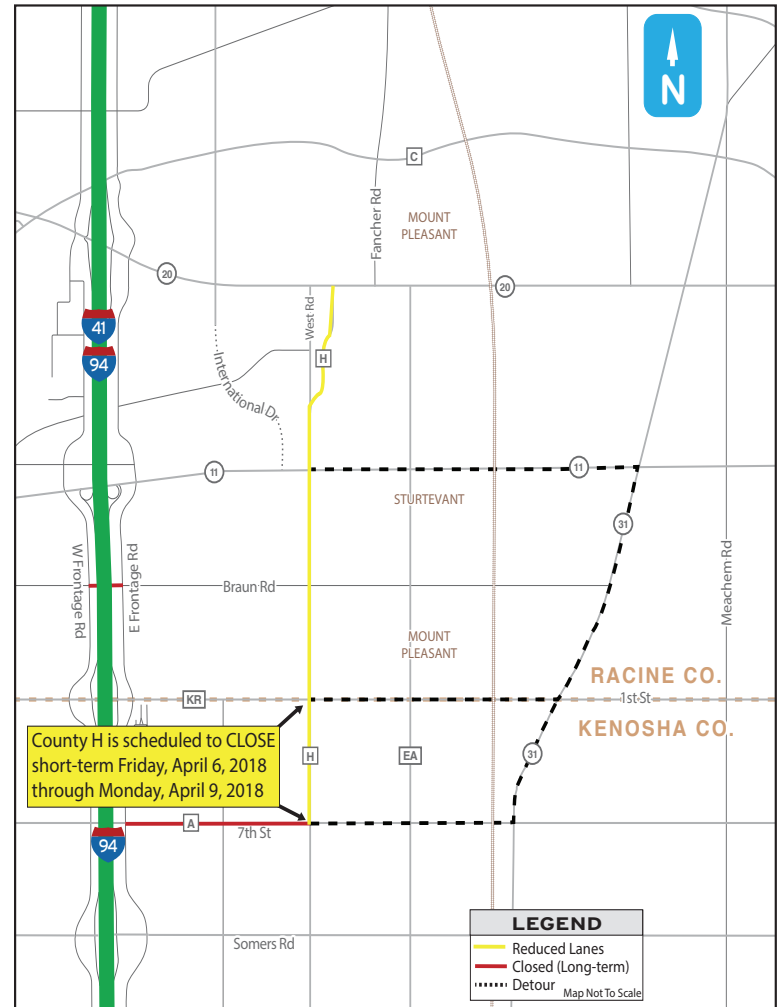 N
C
Fancher Rd
MOUNT
PLEASANT
20
20
West Rd
41
94
H
International Dr.
11
11
STURTEVANT
31
W Frontage Rd
E Frontage Rd
Meachem Rd
Braun Rd
MOUNT
PLEASANT
RACINE CO.
KR
1st St
KENOSHA CO.
County H is scheduled to CLOSE
short-term Friday, April 6, 2018
through Monday, April 9, 2018
H
EA
31
A
7th St
94
Somers Rd
LEGEND
Reduced Lanes
Closed (Long-term)
Detour
Map Not To Scale